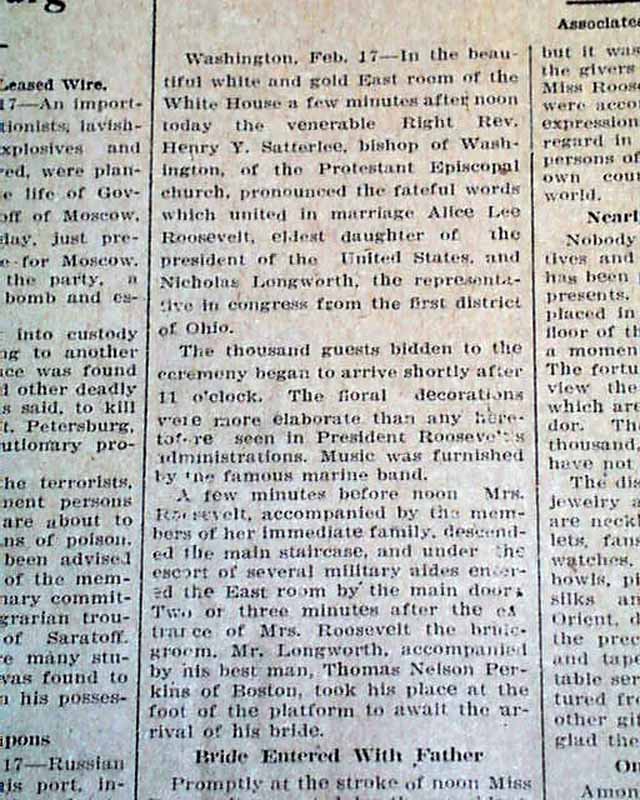 urg
Leased Wire.
17—An import-
tionists, lavish-
xplosives and
red, were plan-
e life of Gov-
off of Moscow,
day, just pre-
e for Moscow.
the party, a
bomb and es-
into custody
ng to another
ce was found
d other deadly
s said, to kill
t. Petersburg,
utionary pro-
he terrorists,
nent persons
are about to
ns of poison.
been advised
of the mem-
nary commit-
grarian trou-
of Saratoff.
re many stu-
was found to
n his posses-
pons
17—Russian
is port, in-
Washington, Feb. 17—In the beau-
tiful white and gold East room of the
White House a few minutes after noon
today the venerable Right Rev.
Henry Y. Satterlee, bishop of Wash-
ington, of the Protestant Episcopal
church, pronounced the fateful words
which united in marriage Alice Lee
Roosevelt, eldest daughter of the
president of the United States, and
Nicholas Longworth, the representa-
tive in congress from the first district
of Ohio.
The thousand guests bidden to the
ceremony began to arrive shortly after
11 o'clock. The floral decorations
were more elaborate than any here-
tofore seen in President Roosevelt's
administrations. Music was furnished
by the famous marine band.
A few minutes before noon Mrs.
Roosevelt, accompanied by the mem-
bers of her immediate family, descend-
ed the main staircase, and under the
escort of several military aides enter-
ed the East room by the main door.
Two or three minutes after the en
trance of Mrs. Roosevelt the bride-
groom, Mr. Longworth, accompanied
by his best man, Thomas Nelson Per-
kins of Boston, took his place at the
foot of the platform to await the ar-
rival of his bride.
Bride Entered With Father
Promptly at the stroke of noon Miss
Associated
but it was
the givers
Miss Roose
were acco
expression
regard in
persons of
own coun
world.
Nearl
Nobody
tives and
has been
presents.
placed in
floor of th
a momen
The fortu
view the
which are
dor. The
thousand,
have not
The dis
jewelry a
are neck
lets, fans
watches,
bowls, pi
silks an
Orient, d
the prec
and tape
table ser
tured fro
other git
glad the
On
Among